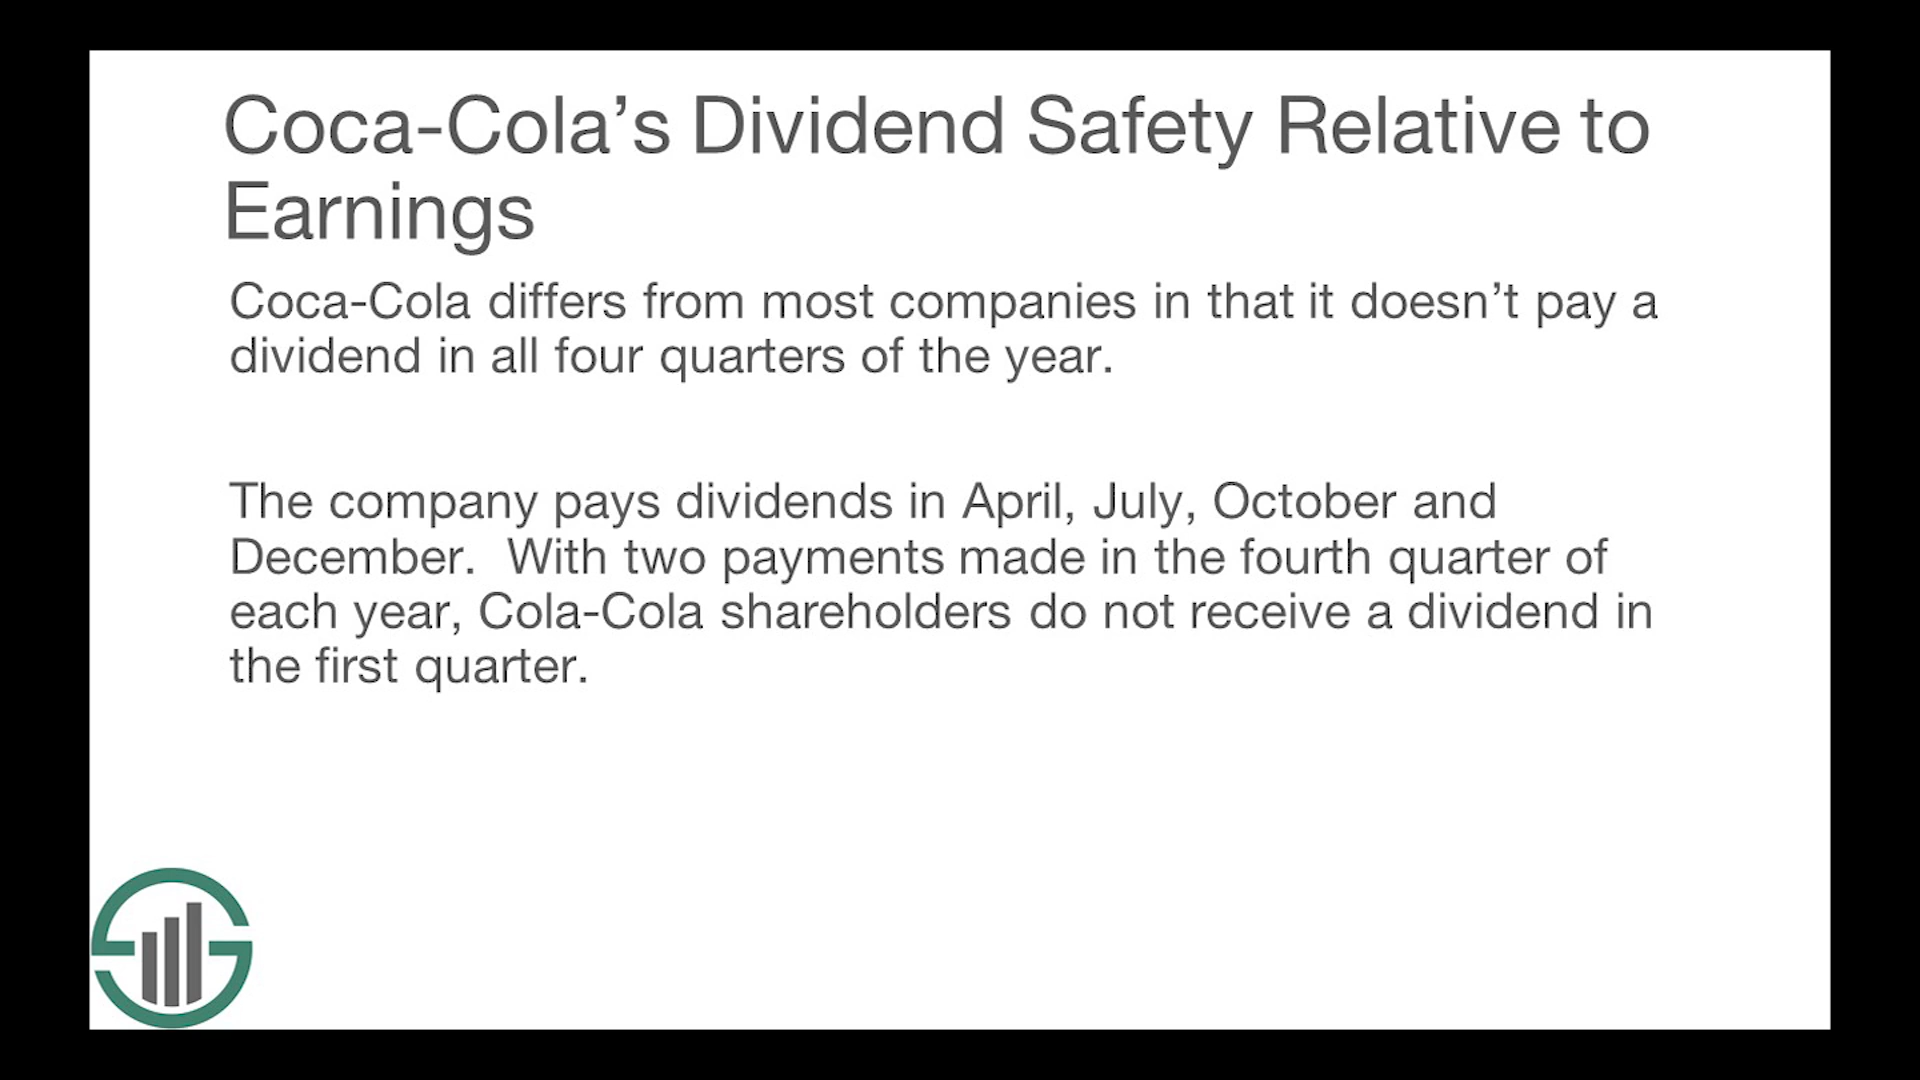 Coca-Cola’s Dividend Safety Relative to
Earnings
Coca-Cola differs from most companies in that it doesn’t pay a
dividend in all four quarters of the year.
The company pays dividends in April, July, October and
December.  With two payments made in the fourth quarter of
each year, Cola-Cola shareholders do not receive a dividend in
the first quarter.